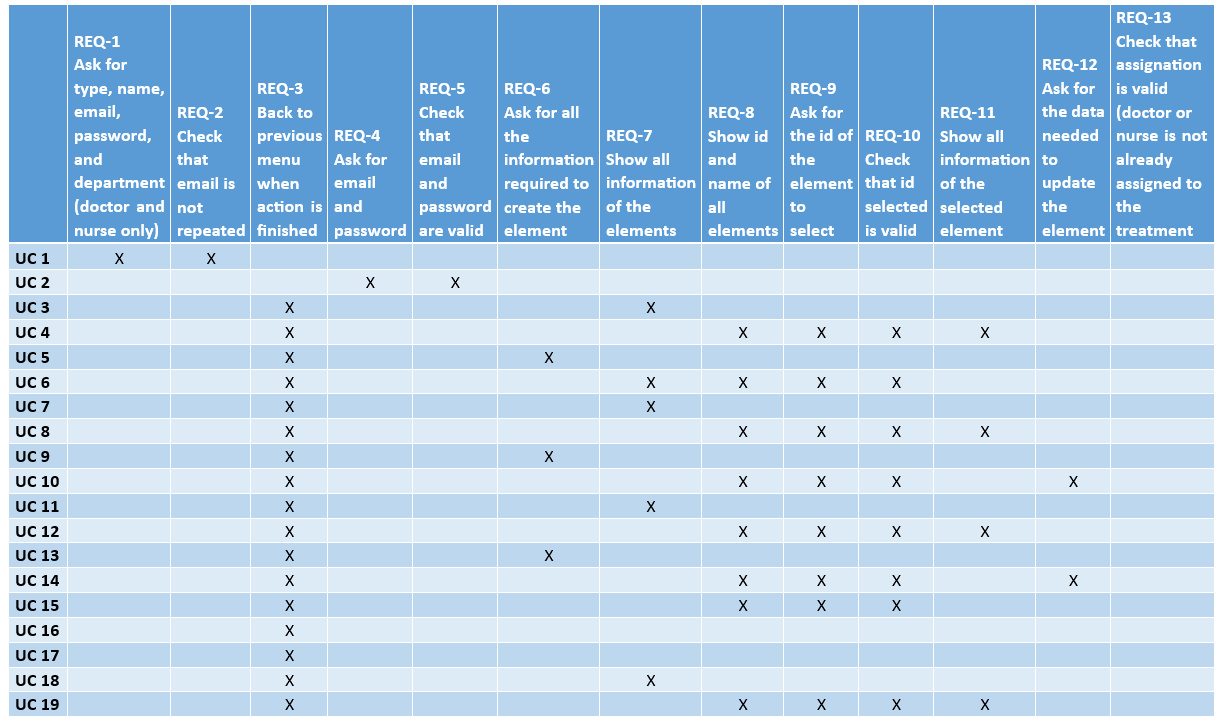 REQ-1
Ask for
type, name,
email,
password,
and
department
(doctor and
nurse only)
REQ-2
Check
that
email is
not
repeated
REQ-3
Back to
previous
menu
when
action is
finished
REQ-4
Ask for
email
and
password
REQ-5
Check
that
email
and
password
are valid
REQ-6
Ask for all
the
information
required to
create the
element
REQ-7
Show all
information
of the
elements
REQ-8
Show id
and
name of
all
elements
REQ-9
Ask for
the id of
the
element
to
select
REQ-10
Check
that id
selected
is valid
REQ-11
Show all
information
of the
selected
element
REQ-12
Ask for
the data
needed
to
update
the
element
REQ-13
Check that
assignation
is valid
(doctor or
nurse is not
already
assigned to
the
treatment
UC 1 X X
UC 2 X X
UC 3 X X
UC 4 X X X X X
UC 5 X X
UC 6 X X X X X
UC 7 X X
UC 8 X X X X X
UC 9 X X
UC 10 X X X X X
UC 11 X X
UC 12 X X X X X
UC 13 X X
UC 14 X X X X X
UC 15 X X X X
UC 16 X
UC 17 X
UC 18 X X
UC 19 X X X X X